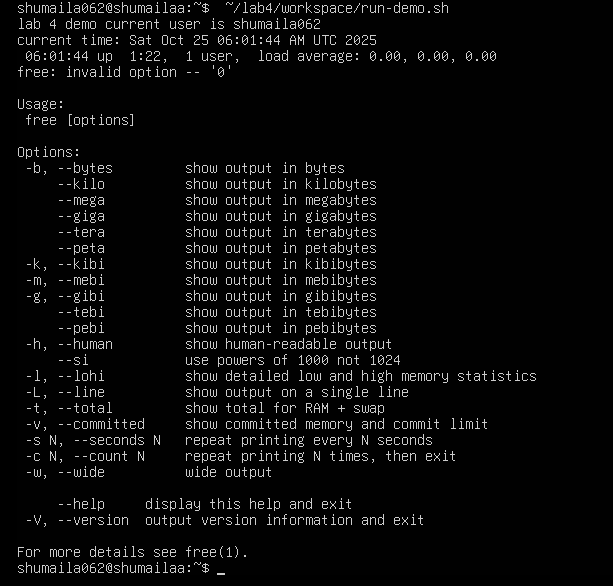 shumaila062@shumailaa:~$  ~/lab4/workspace/run-demo.sh
lab 4 demo current user is shumaila062
current time: Sat Oct 25 06:01:44 AM UTC 2025
 06:01:44 up  1:22,  1 user,  load average: 0.00, 0.00, 0.00
free: invalid option -- '0'

Usage:
 free [options]

Options:
 -b, --bytes         show output in bytes
     --kilo          show output in kilobytes
     --mega          show output in megabytes
     --giga          show output in gigabytes
     --tera          show output in terabytes
     --peta          show output in petabytes
 -k, --kibi          show output in kibibytes
 -m, --mebi          show output in mebibytes
 -g, --gibi          show output in gibibytes
     --tebi          show output in tebibytes
     --pebi          show output in pebibytes
 -h, --human         show human-readable output
     --si            use powers of 1000 not 1024
 -l, --lohi          show detailed low and high memory statistics
 -L, --line          show output on a single line
 -t, --total         show total for RAM + swap
 -v, --committed     show committed memory and commit limit
 -s N, --seconds N   repeat printing every N seconds
 -c N, --count N     repeat printing N times, then exit
 -w, --wide          wide output

     --help     display this help and exit
 -V, --version  output version information and exit

For more details see free(1).
shumaila062@shumailaa:~$ _